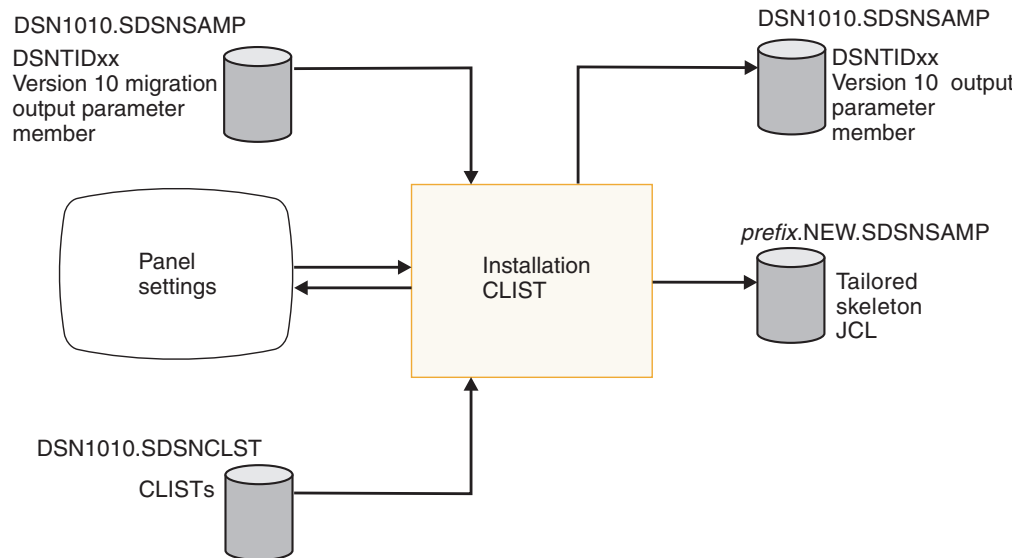 DSN1010.SDSNSAMP
DSNTIDxx
Version 10 migration
output parameter
member
DSN1010.SDSNSAMP
DSNTIDxx
Version 10 output
parameter
member
Panel
settings
Installation
CLIST
prefix.NEW.SDSNSAMP
Tailored
skeleton
JCL
DSN1010.SDSNCLST
CLISTs